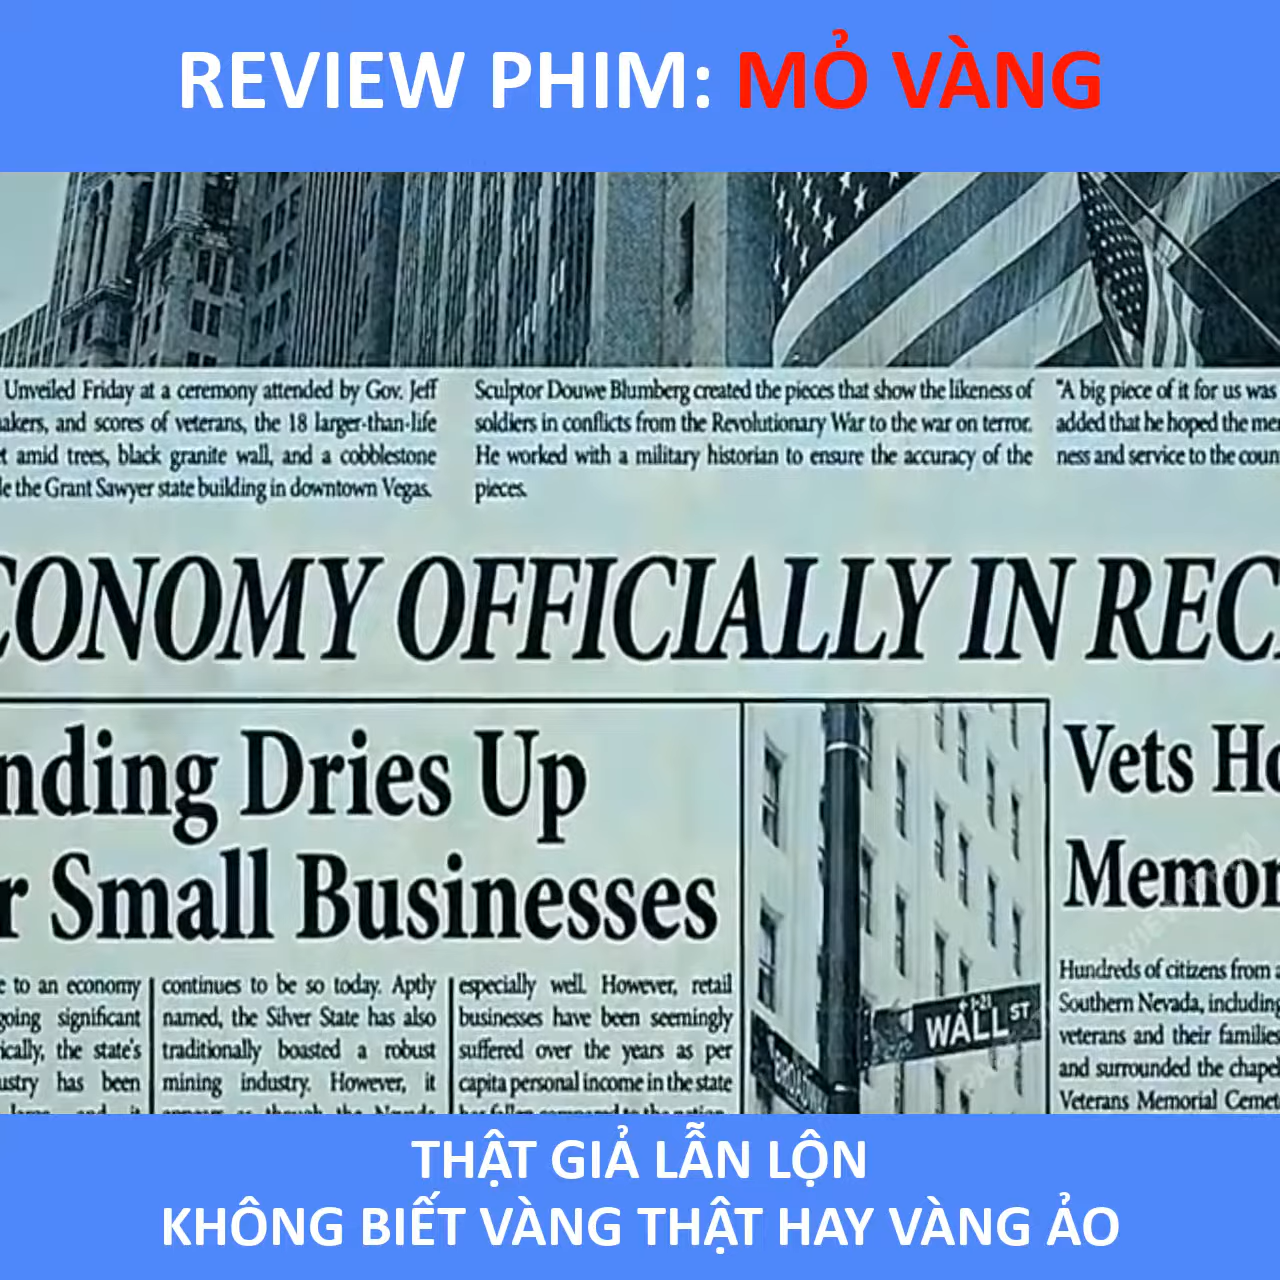 REVIEW PHIM: MỎ VÀNG
Unveiled Friday at a ceremony attended by Gov. Jeff
akers, and scores of veterans, the 18 larger-than-life
t amid trees, black granite wall, and a cobblestone
le the Grant Sawyer state building in downtown Vegas.
Sculptor Douwe Blumberg created the pieces that show the likeness of
soldiers in conflicts from the Revolutionary War to the war on terror.
He worked with a military historian to ensure the accuracy of the
pieces.
"A big piece of it for us was
added that he hoped the me
ness and service to the coun
CONOMY OFFICIALLY IN REC
nding Dries Up
r Small Businesses
e to an economy
going significant
ically, the state's
ustry has been
continues to be so today. Aptly
named, the Silver State has also
traditionally boasted a robust
mining industry. However, it
especially well. However, retail
businesses have been seemingly
suffered over the years as per
capita personal income in the state
WALL ST
Vets Ho
Memor
Hundreds of citizens from a
Southern Nevada, including
veterans and their families
and surrounded the chapel
Veterans Memorial Cemet
THẬT GIẢ LẪN LỘN
KHÔNG BIẾT VÀNG THẬT HAY VÀNG ẢO